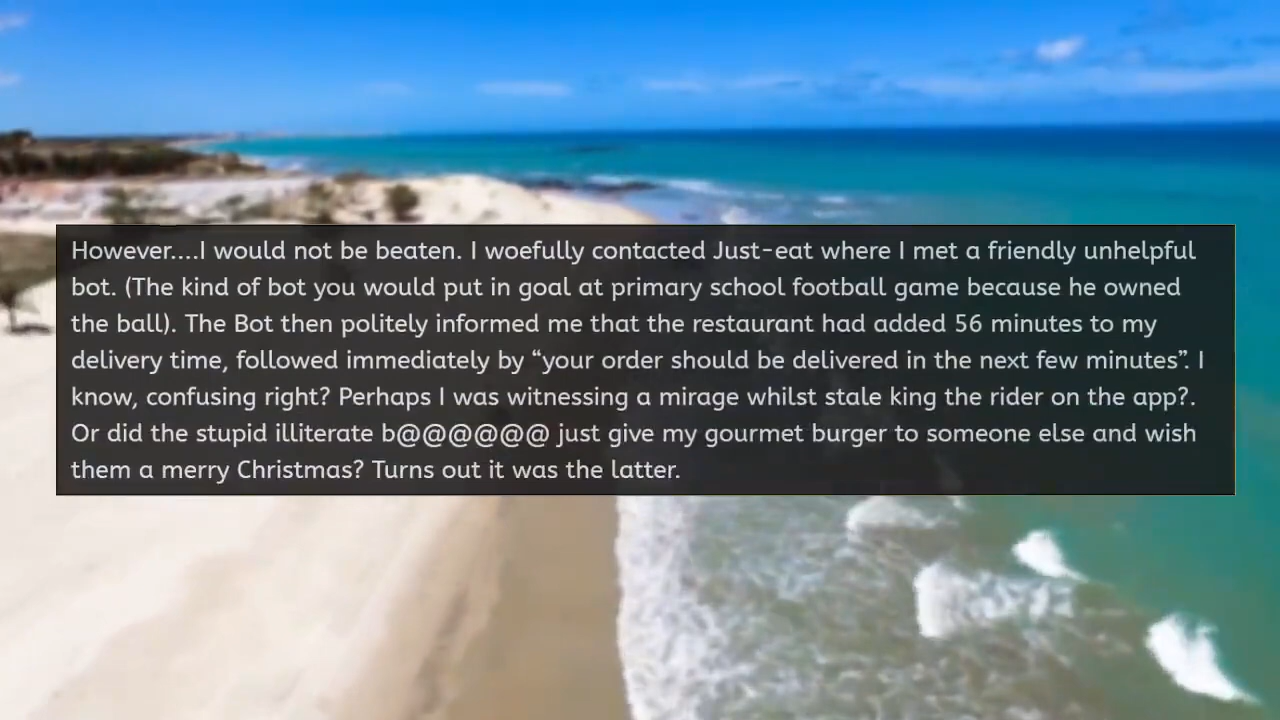 However....I would not be beaten. I woefully contacted Just-eat where I met a friendly unhelpful
bot. (The kind of bot you would put in goal at primary school football game because he owned
the ball). The Bot then politely informed me that the restaurant had added 56 minutes to my
delivery time, followed immediately by “your order should be delivered in the next few minutes”. I
know, confusing right? Perhaps I was witnessing a mirage whilst stale king the rider on the app?.
Or did the stupid illiterate b@@@@@@ just give my gourmet burger to someone else and wish
them a merry Christmas? Turns out it was the latter.